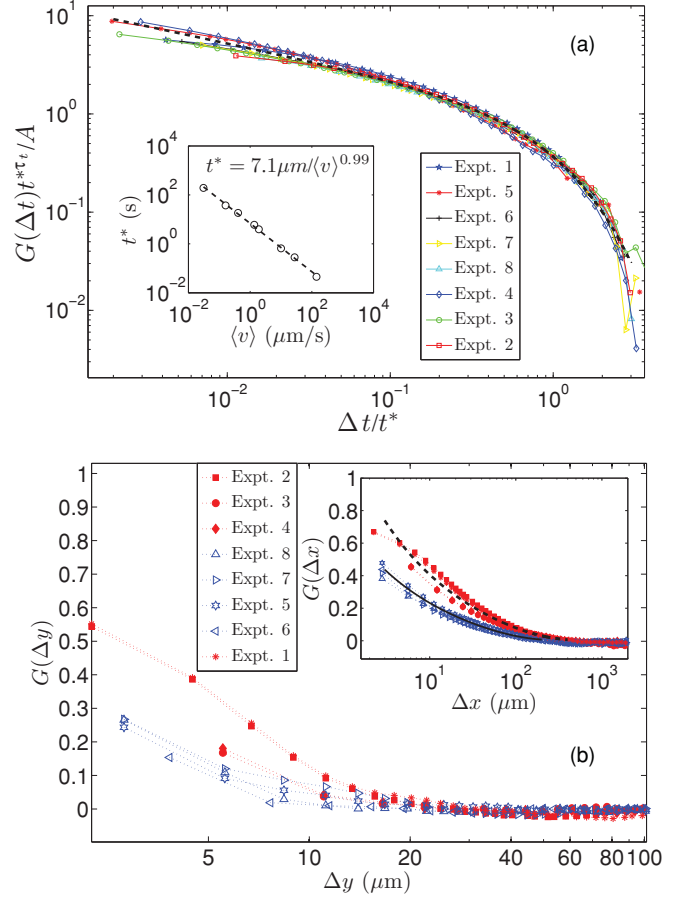 10^1
10^0
10^{-1}
10^{-2}
G(Δt)t*^{τ_t}/A
(a)
t* = 7.1μm/⟨v⟩^{0.99}
10^4
10^2
10^0
10^{-2}
t* (s)
10^{-2} 10^0 10^2 10^4
⟨v⟩ (μm/s)
Expt. 1
Expt. 5
Expt. 6
Expt. 7
Expt. 8
Expt. 4
Expt. 3
Expt. 2
10^{-2} 10^{-1} 10^0
Δt/t*
1
0.9
0.8
0.7
0.6
0.5
0.4
0.3
0.2
0.1
0
G(Δy)
Expt. 2
Expt. 3
Expt. 4
Expt. 8
Expt. 7
Expt. 5
Expt. 6
Expt. 1
1
0.8
0.6
0.4
0.2
0
G(Δx)
10^1 10^2 10^3
Δx (μm)
(b)
5 10 20 40 60 80 100
Δy (μm)